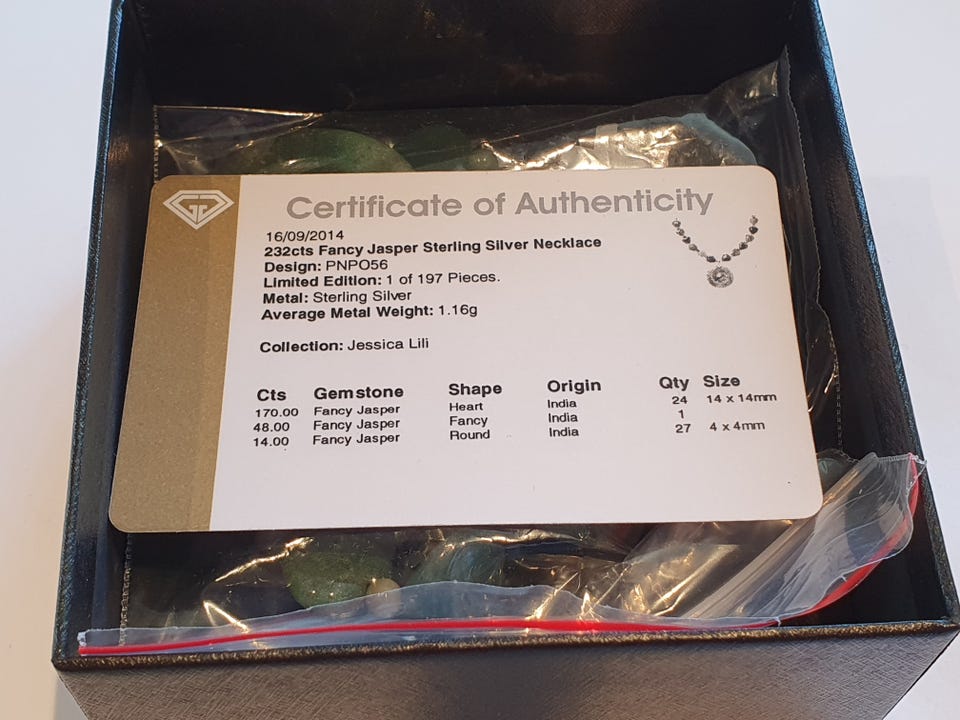 GG
Certificate of Authenticity
16/09/2014
232cts Fancy Jasper Sterling Silver Necklace
Design: PNPO56
Limited Edition: 1 of 197 Pieces.
Metal: Sterling Silver
Average Metal Weight: 1.16g
Collection: Jessica Lili
Cts Gemstone Shape Origin Qty Size
170.00 Fancy Jasper Heart India 24 14 x 14mm
48.00 Fancy Jasper Fancy India 1
14.00 Fancy Jasper Round India 27 4 x 4mm